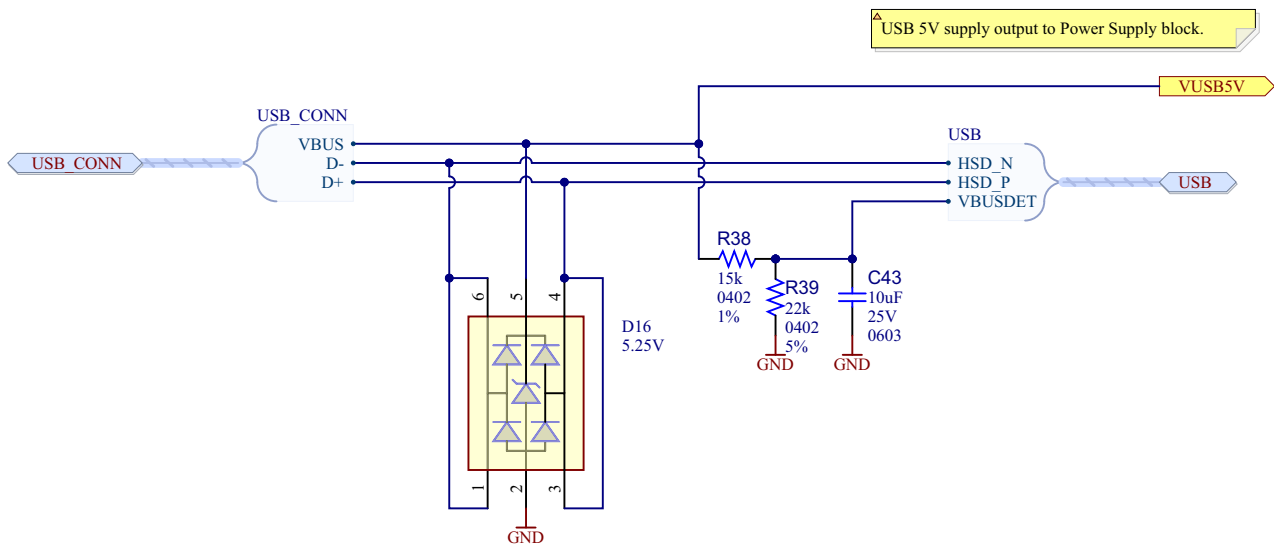 USB 5V supply output to Power Supply block.
VUSB5V
USB_CONN
USB
VBUS
D-
D+
USB_CONN
HSD_N
HSD_P
VBUSDET
USB
R38
15k
0402
1%
R39
22k
0402
5%
C43
10uF
25V
0603
GND
GND
6
5
4
D16
5.25V
1
2
3
GND